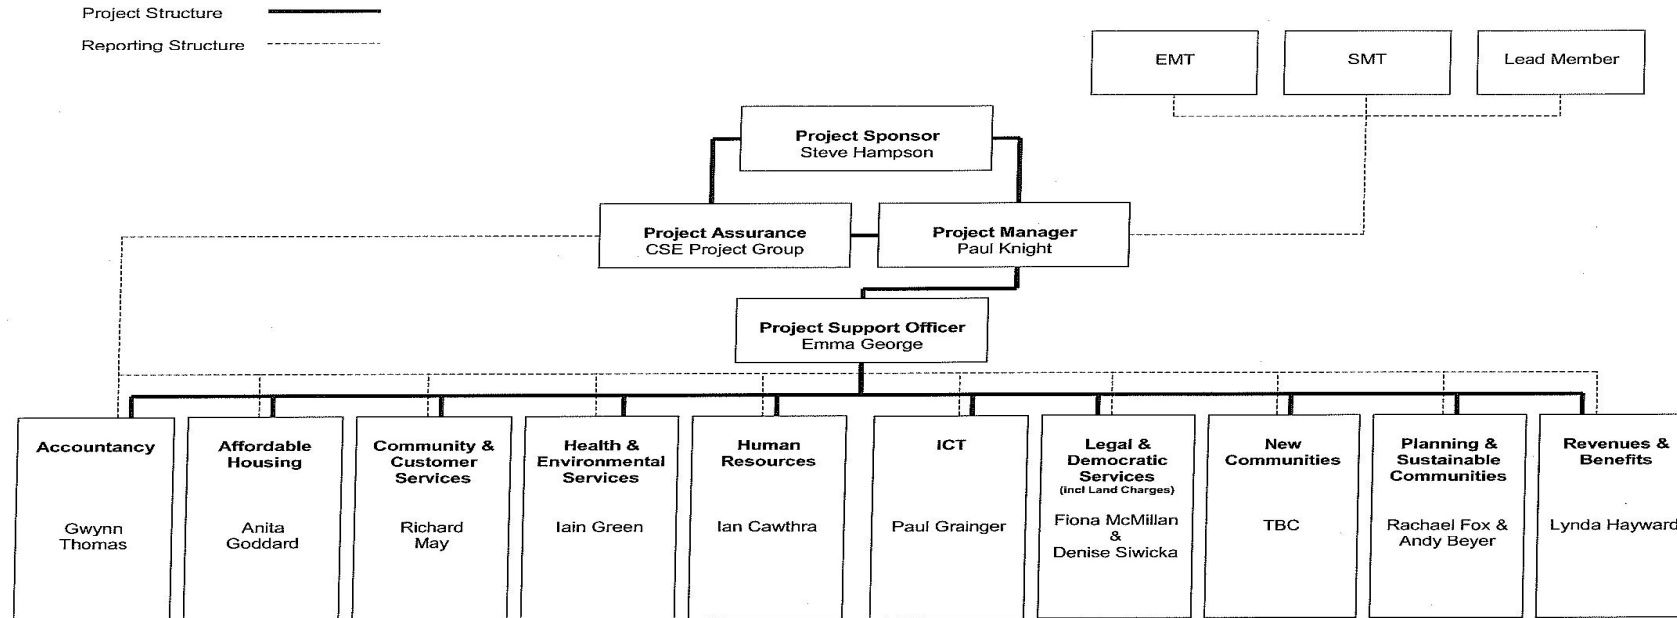 Project Structure
Reporting Structure
EMT
SMT
Lead Member
Project Sponsor
Steve Hampson
Project Assurance
CSE Project Group
Project Manager
Paul Knight
Project Support Officer
Emma George
Accountancy
Gwynn
Thomas
Affordable
Housing
Anita
Goddard
Community &
Customer
Services
Richard
May
Health &
Environmental
Services
Iain Green
Human
Resources
Ian Cawthra
ICT
Paul Grainger
Legal &
Democratic
Services
(incl Land Charges)
Fiona McMillan
&
Denise Siwicka
New
Communities
TBC
Planning &
Sustainable
Communities
Rachael Fox &
Andy Beyer
Revenues &
Benefits
Lynda Hayward